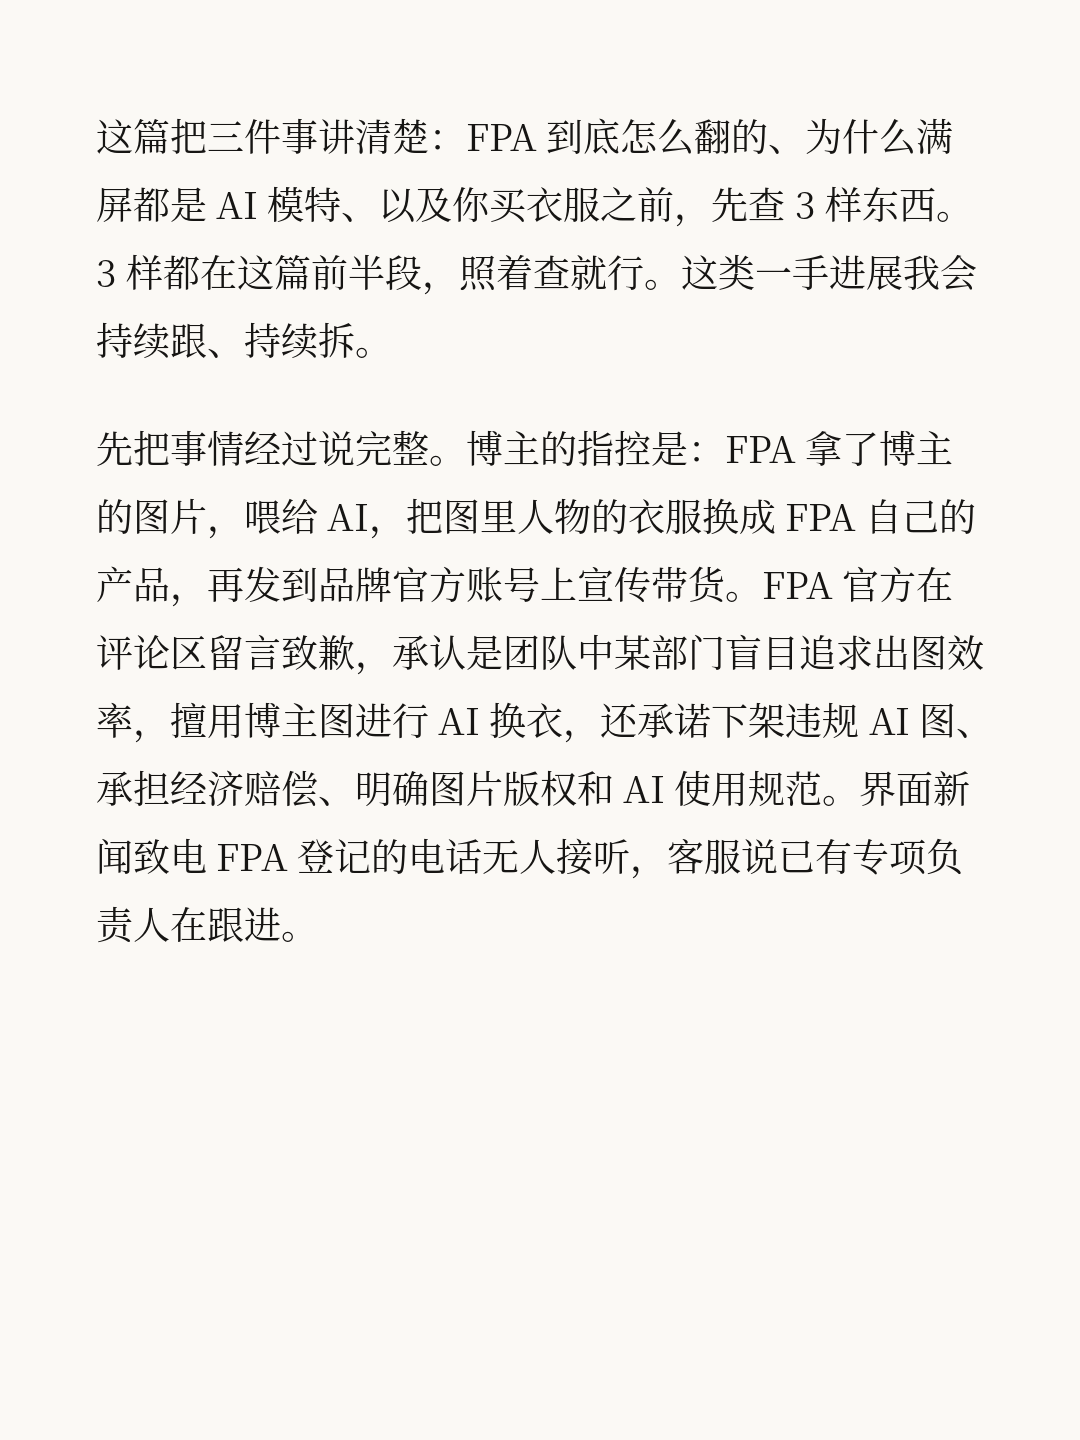 这篇把三件事讲清楚：FPA 到底怎么翻的、为什么满
屏都是 AI 模特、以及你买衣服之前，先查 3 样东西。
3 样都在这篇前半段，照着查就行。这类一手进展我会
持续跟、持续拆。
先把事情经过说完整。博主的指控是：FPA 拿了博主
的图片，喂给 AI，把图里人物的衣服换成 FPA 自己的
产品，再发到品牌官方账号上宣传带货。FPA 官方在
评论区留言致歉，承认是团队中某部门盲目追求出图效
率，擅用博主图进行 AI 换衣，还承诺下架违规 AI 图、
承担经济赔偿、明确图片版权和 AI 使用规范。界面新
闻致电 FPA 登记的电话无人接听，客服说已有专项负
责人在跟进。